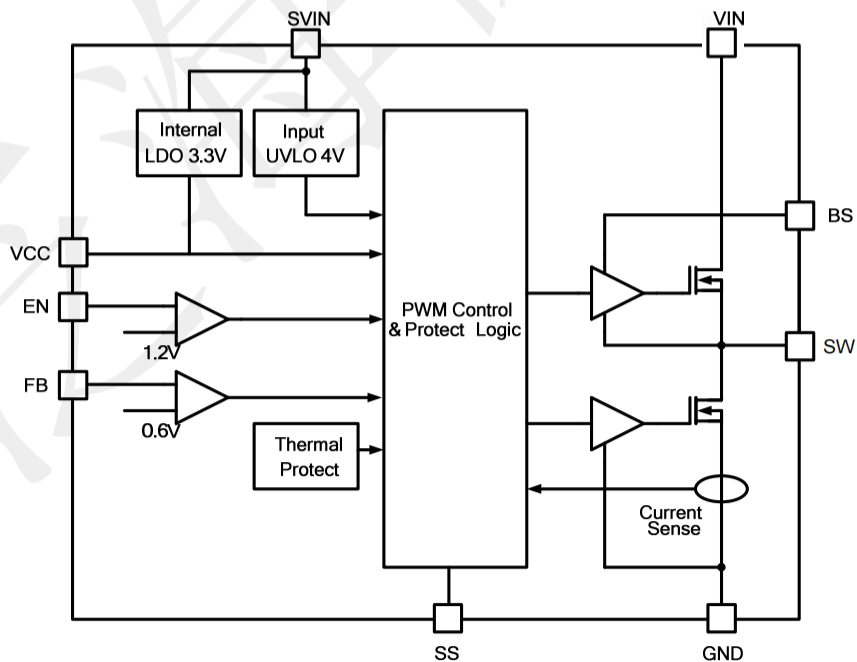 SVIN
VIN
Internal
LDO 3.3V
Input
UVLO 4V
BS
VCC
EN
1.2V
PWM Control
& Protect Logic
SW
FB
0.6V
Thermal
Protect
Current
Sense
SS
GND